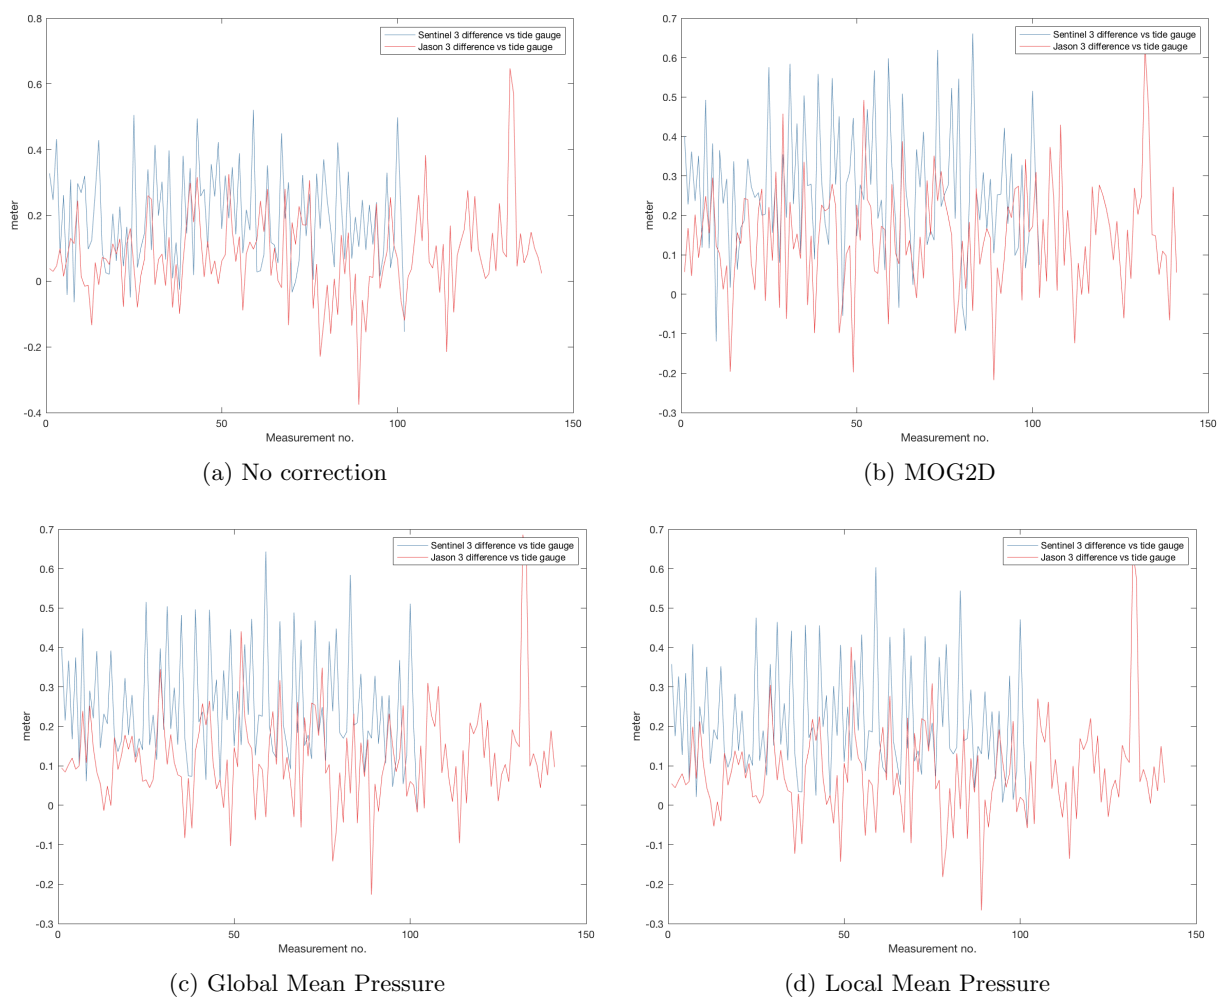 0.8
Sentinel 3 difference vs tide gauge
Jason 3 difference vs tide gauge
0.6
0.4
meter
0.2
0
-0.2
-0.4
0 50 100 150
Measurement no.
(a) No correction
0.7
Sentinel 3 difference vs tide gauge
Jason 3 difference vs tide gauge
0.6
0.5
0.4
0.3
meter
0.2
0.1
0
-0.1
-0.2
-0.3
0 50 100 150
Measurement no.
(b) MOG2D
0.7
Sentinel 3 difference vs tide gauge
Jason 3 difference vs tide gauge
0.6
0.5
0.4
0.3
meter
0.2
0.1
0
-0.1
-0.2
-0.3
0 50 100 150
Measurement no.
(c) Global Mean Pressure
0.7
Sentinel 3 difference vs tide gauge
Jason 3 difference vs tide gauge
0.6
0.5
0.4
0.3
meter
0.2
0.1
0
-0.1
-0.2
-0.3
0 50 100 150
Measurement no.
(d) Local Mean Pressure